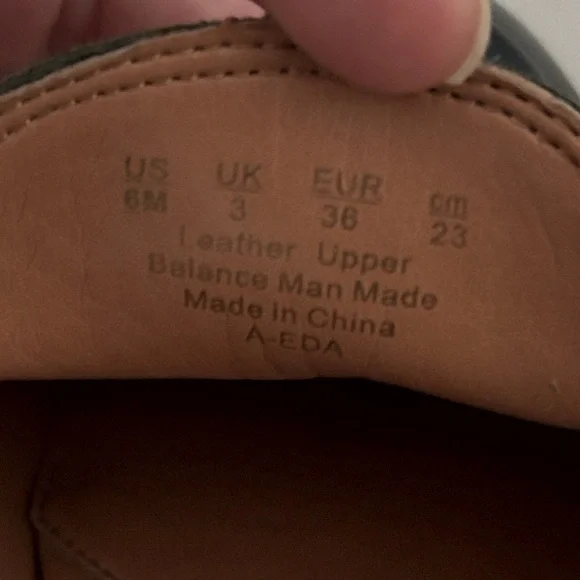 US UK EUR cm
6M 3 36 23
Leather Upper
Balance Man Made
Made in China
A-EDA